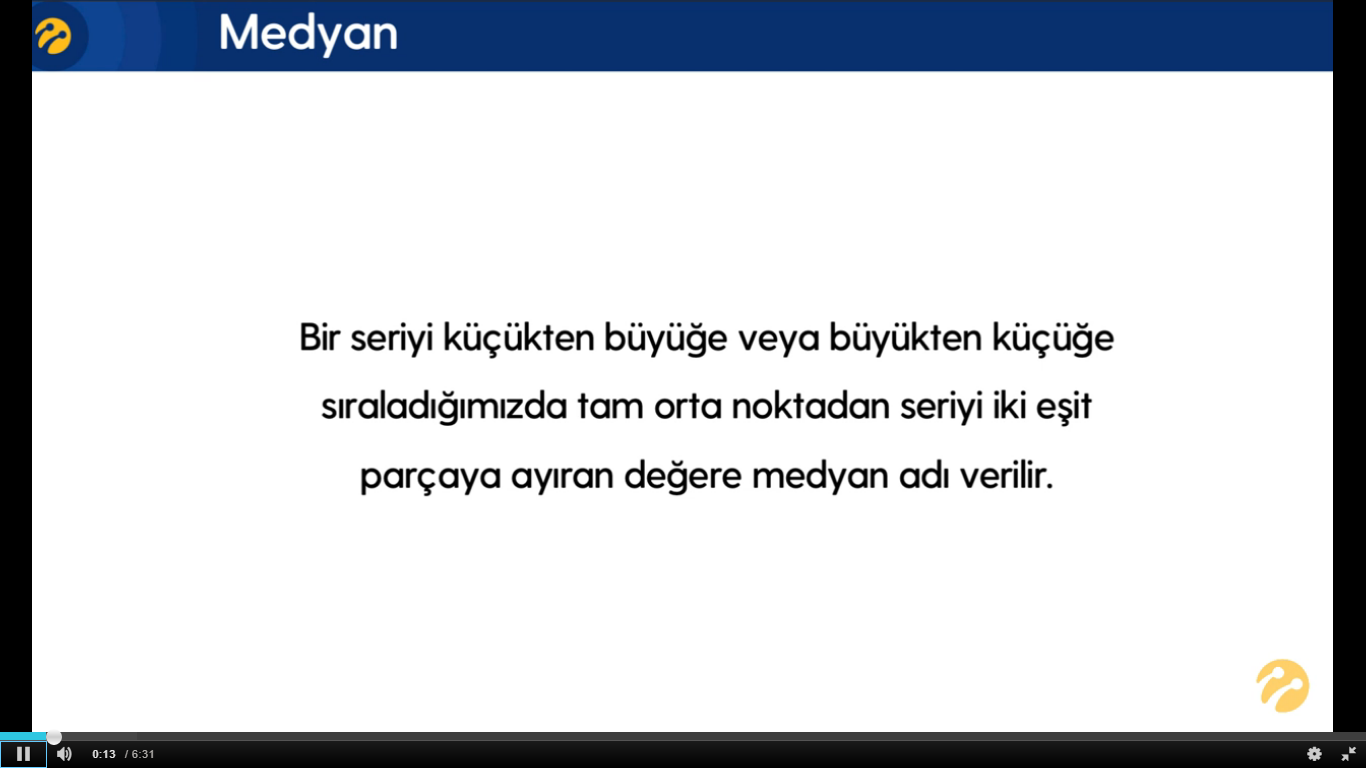 Medyan
Bir seriyi küçükten büyüğe veya büyükten küçüğe
sıraladığımızda tam orta noktadan seriyi iki eşit
parçaya ayıran değere medyan adı verilir.
0:13 / 6:31